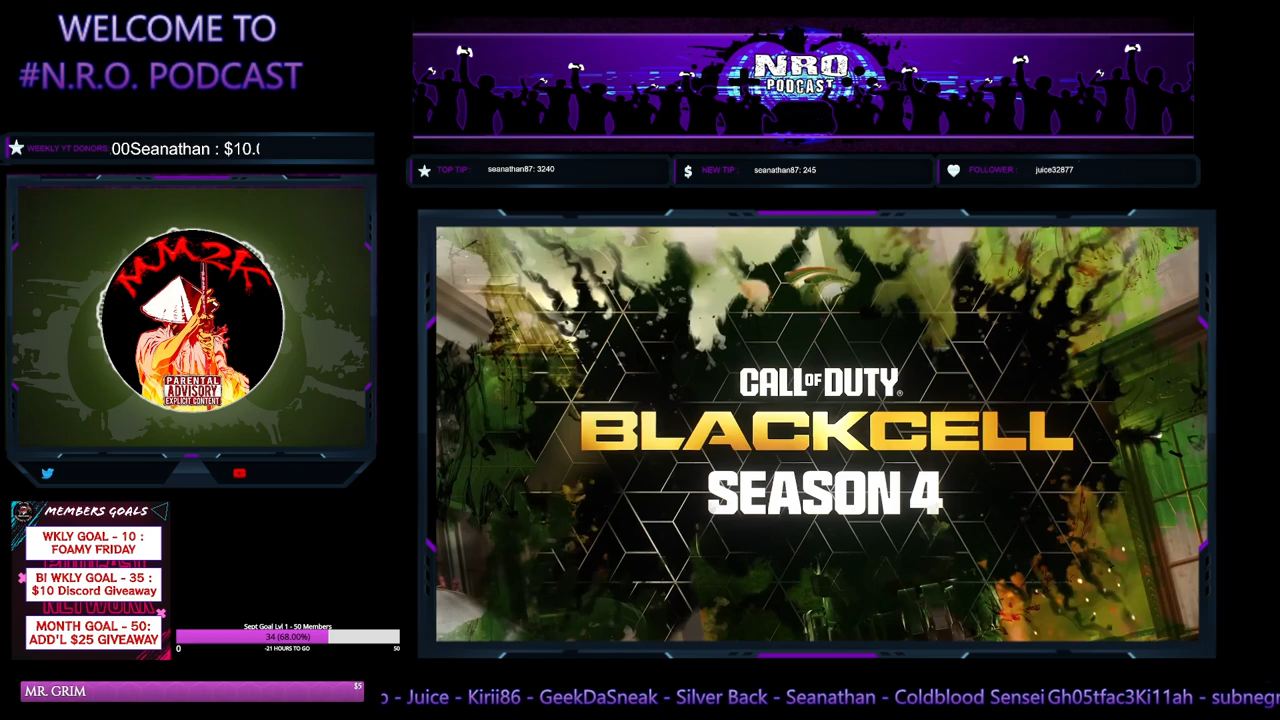 WELCOME TO
#N.R.O. PODCAST
NRO
PODCAST
WEEKLY YT DONORS:
.00Seanathan : $10.0
TOP TIP : seanathan87: 3240
$ NEW TIP : seanathan87: 245
FOLLOWER : juice32877
MM2K
PARENTAL
ADVISORY
EXPLICIT CONTENT
CALL OF DUTY®
BLACKCELL
SEASON 4
MEMBERS GOALS
WKLY GOAL - 10 :
FOAMY FRIDAY
BI WKLY GOAL - 35 :
$10 Discord Giveaway
NETWORK
MONTH GOAL - 50:
ADD'L $25 GIVEAWAY
Sept Goal Lvl 1 - 50 Members
34 (68.00%)
0 -21 HOURS TO GO 50
MR. GRIM $5
- Juice - Kirii86 - GeekDaSneak - Silver Back - Seanathan - Coldblood Sensei Gh05tfac3Ki11ah - subneg